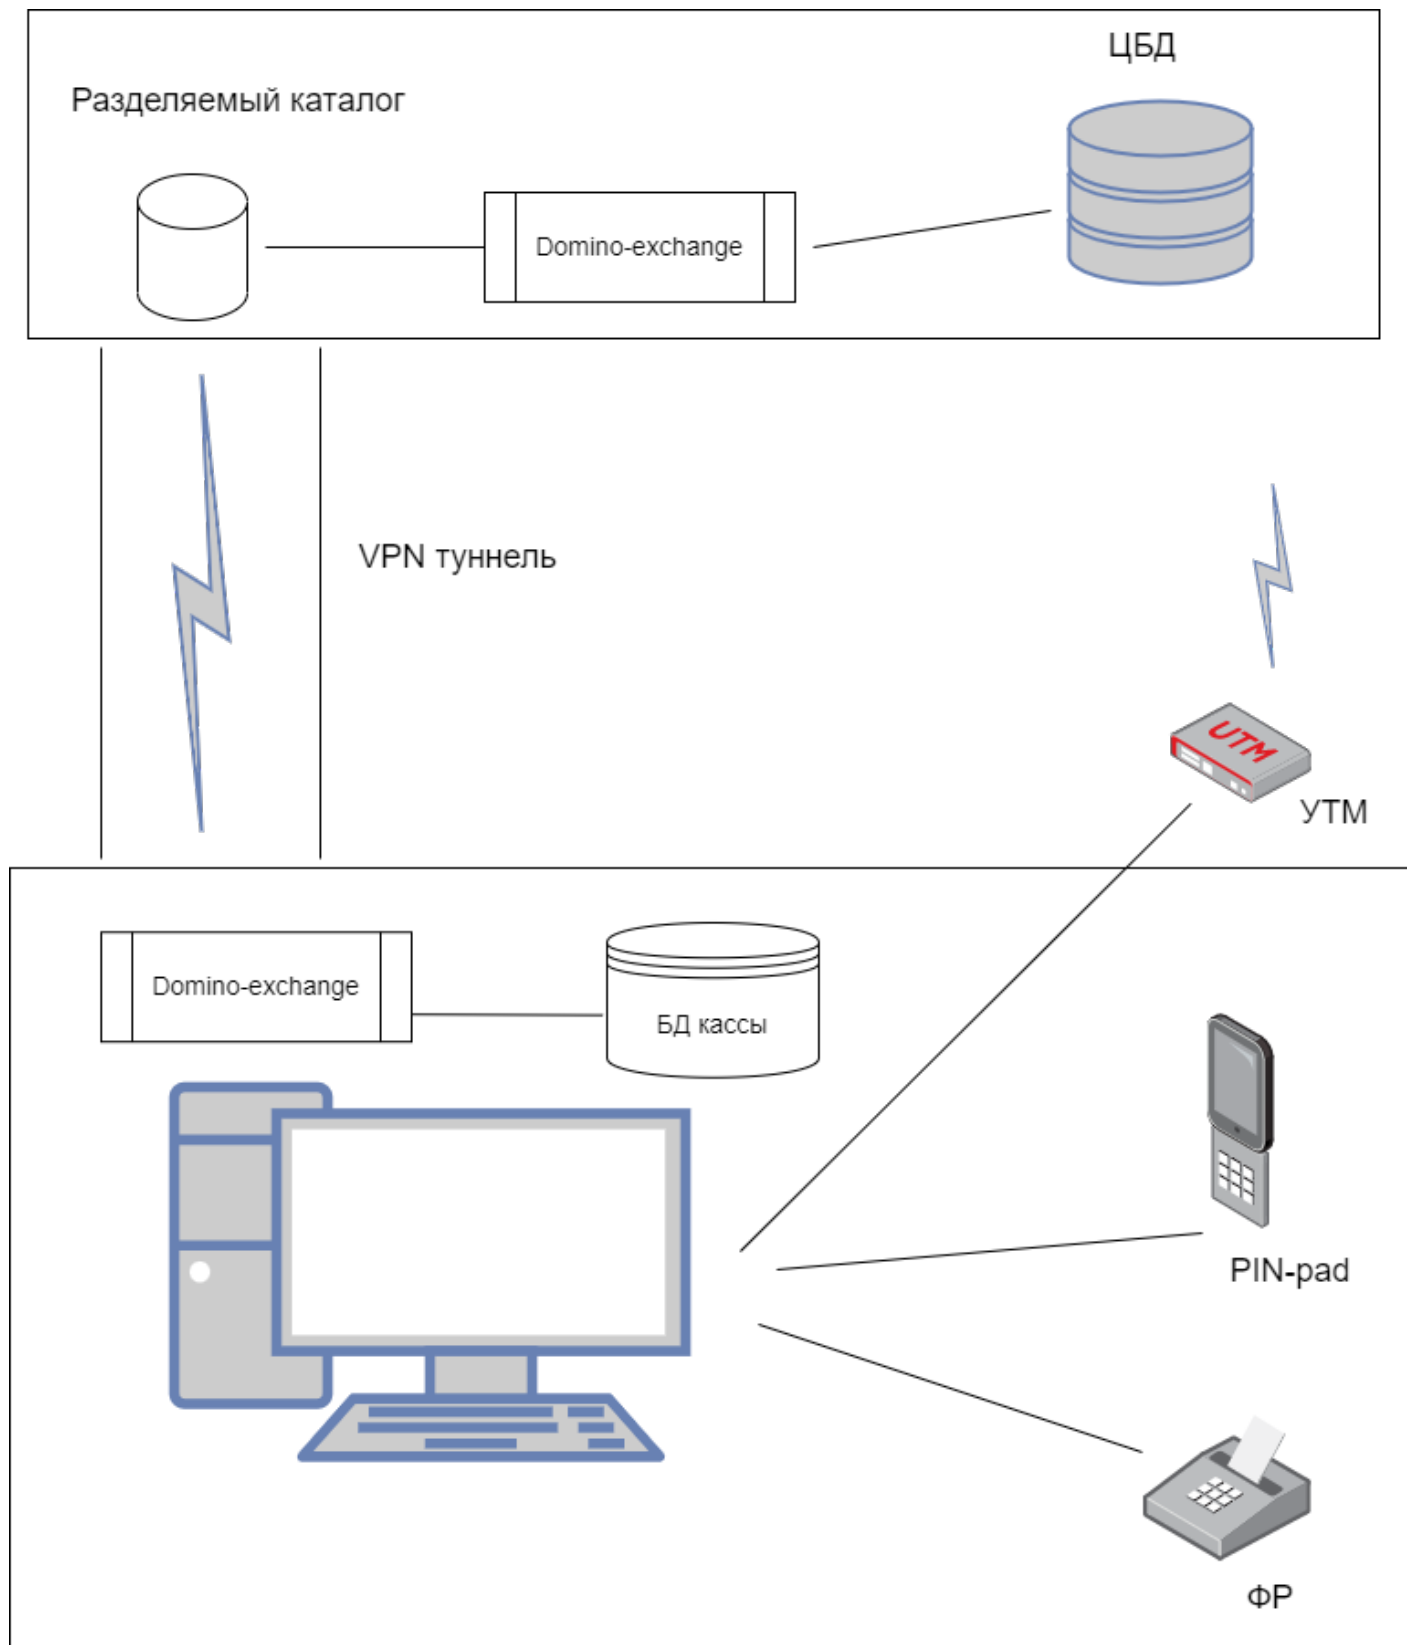 ЦБД
Разделяемый каталог
Domino-exchange
VPN туннель
UTM
УТМ
Domino-exchange
БД кассы
PIN-pad
ФР